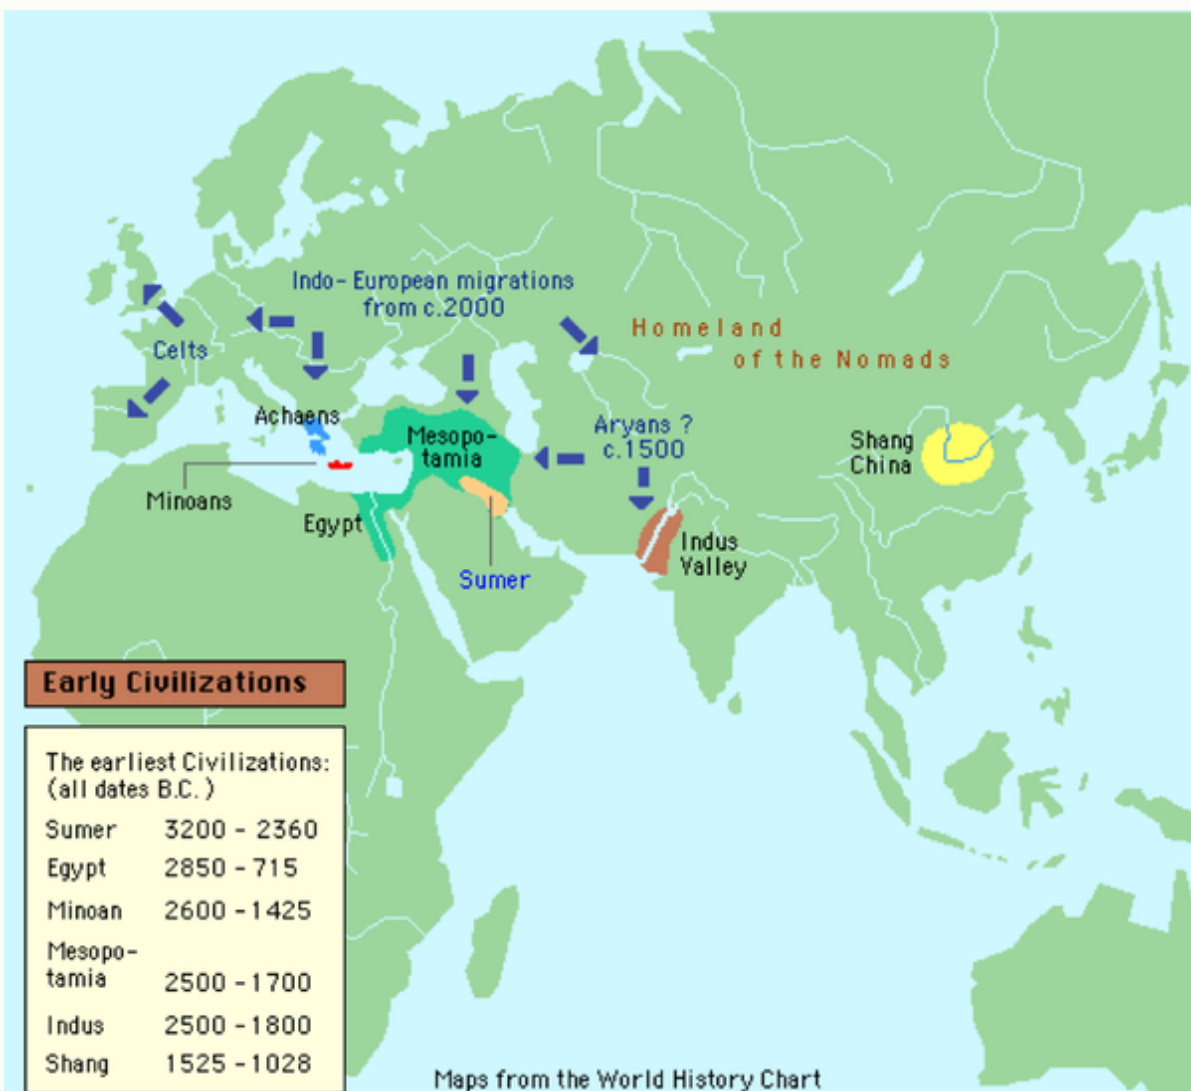 Indo-European migrations
from c.2000
Homeland
of the Nomads
Celts
Achaens
Mesopo-
tamia
Aryans ?
c.1500
Shang
China
Minoans
Egypt
Sumer
Indus
Valley
Early Civilizations
The earliest Civilizations:
(all dates B.C.)
Sumer 3200 - 2360
Egypt 2850 - 715
Minoan 2600 - 1425
Mesopo-
tamia 2500 - 1700
Indus 2500 - 1800
Shang 1525 - 1028
Maps from the World History Chart